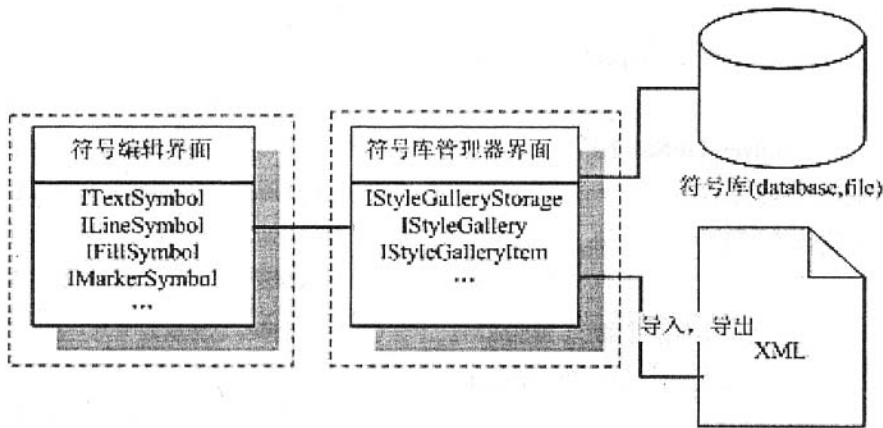 符号编辑界面
ITextSymbol
ILineSymbol
IFillSymbol
IMarkerSymbol
...
符号库管理器界面
IStyleGalleryStorage
IStyleGallery
IStyleGalleryItem
...
符号库(database,file)
导入，导出
XML